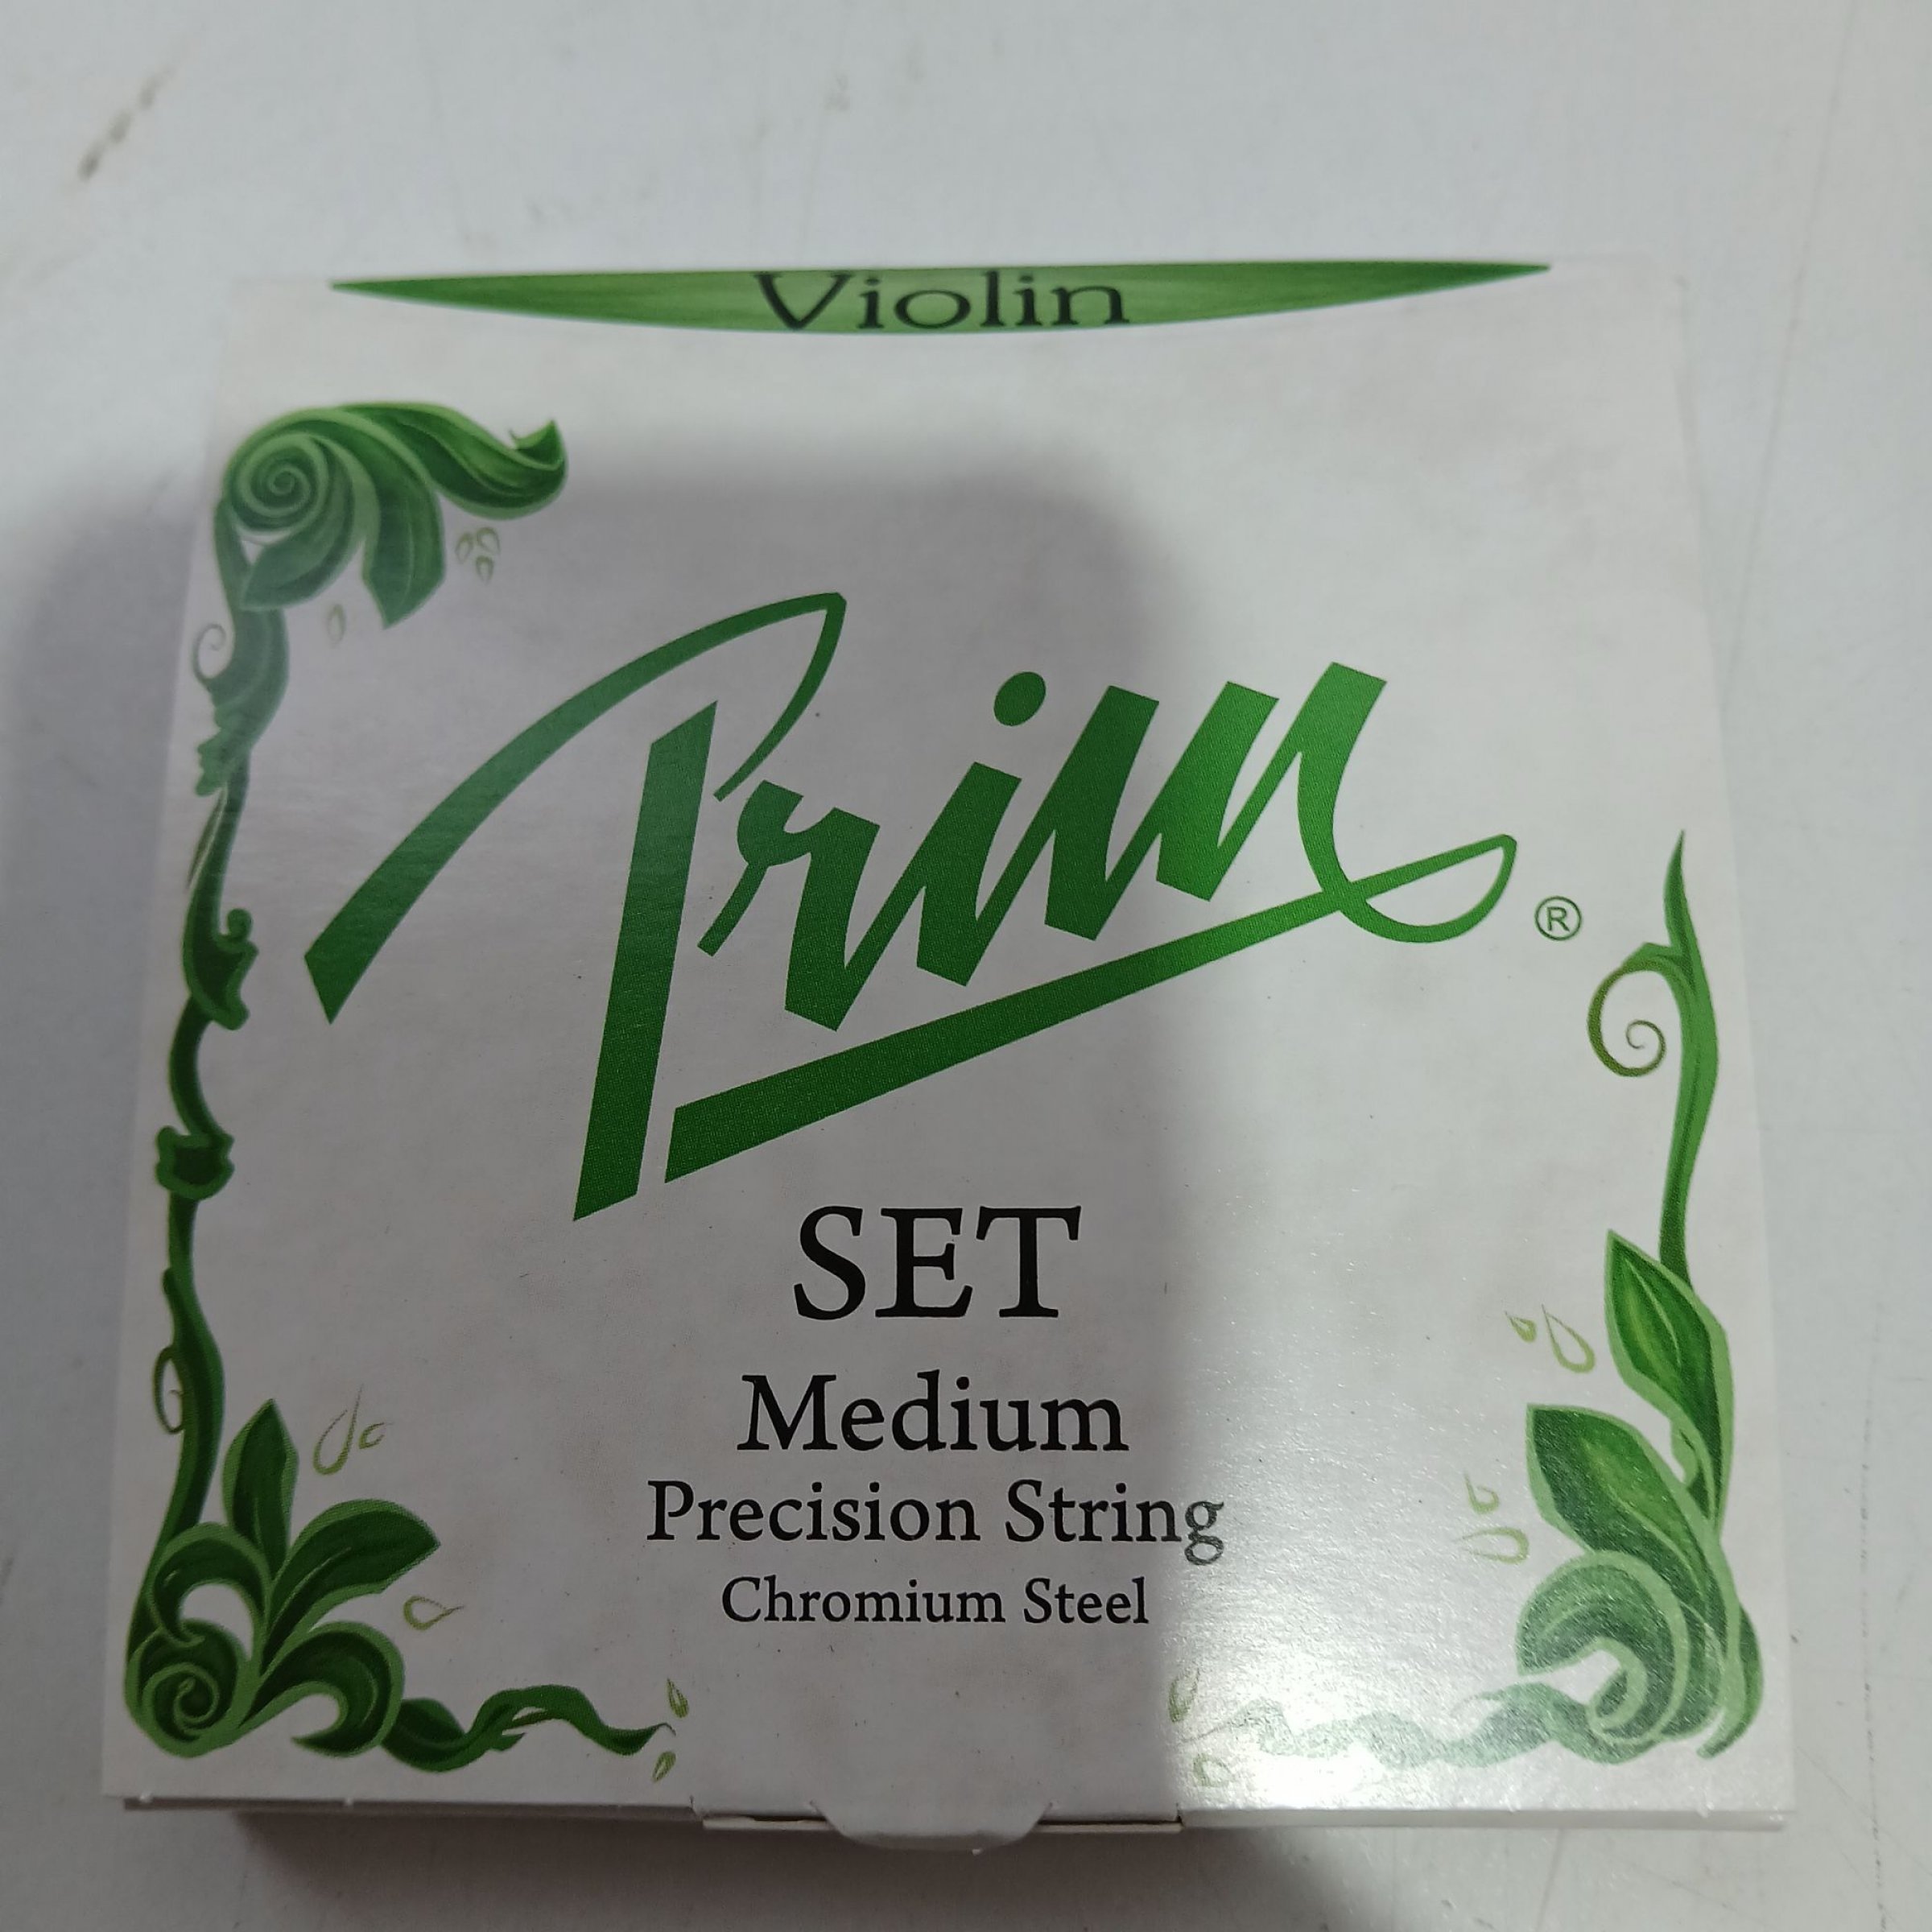 Violin
Prim ®
SET
Medium
Precision String
Chromium Steel